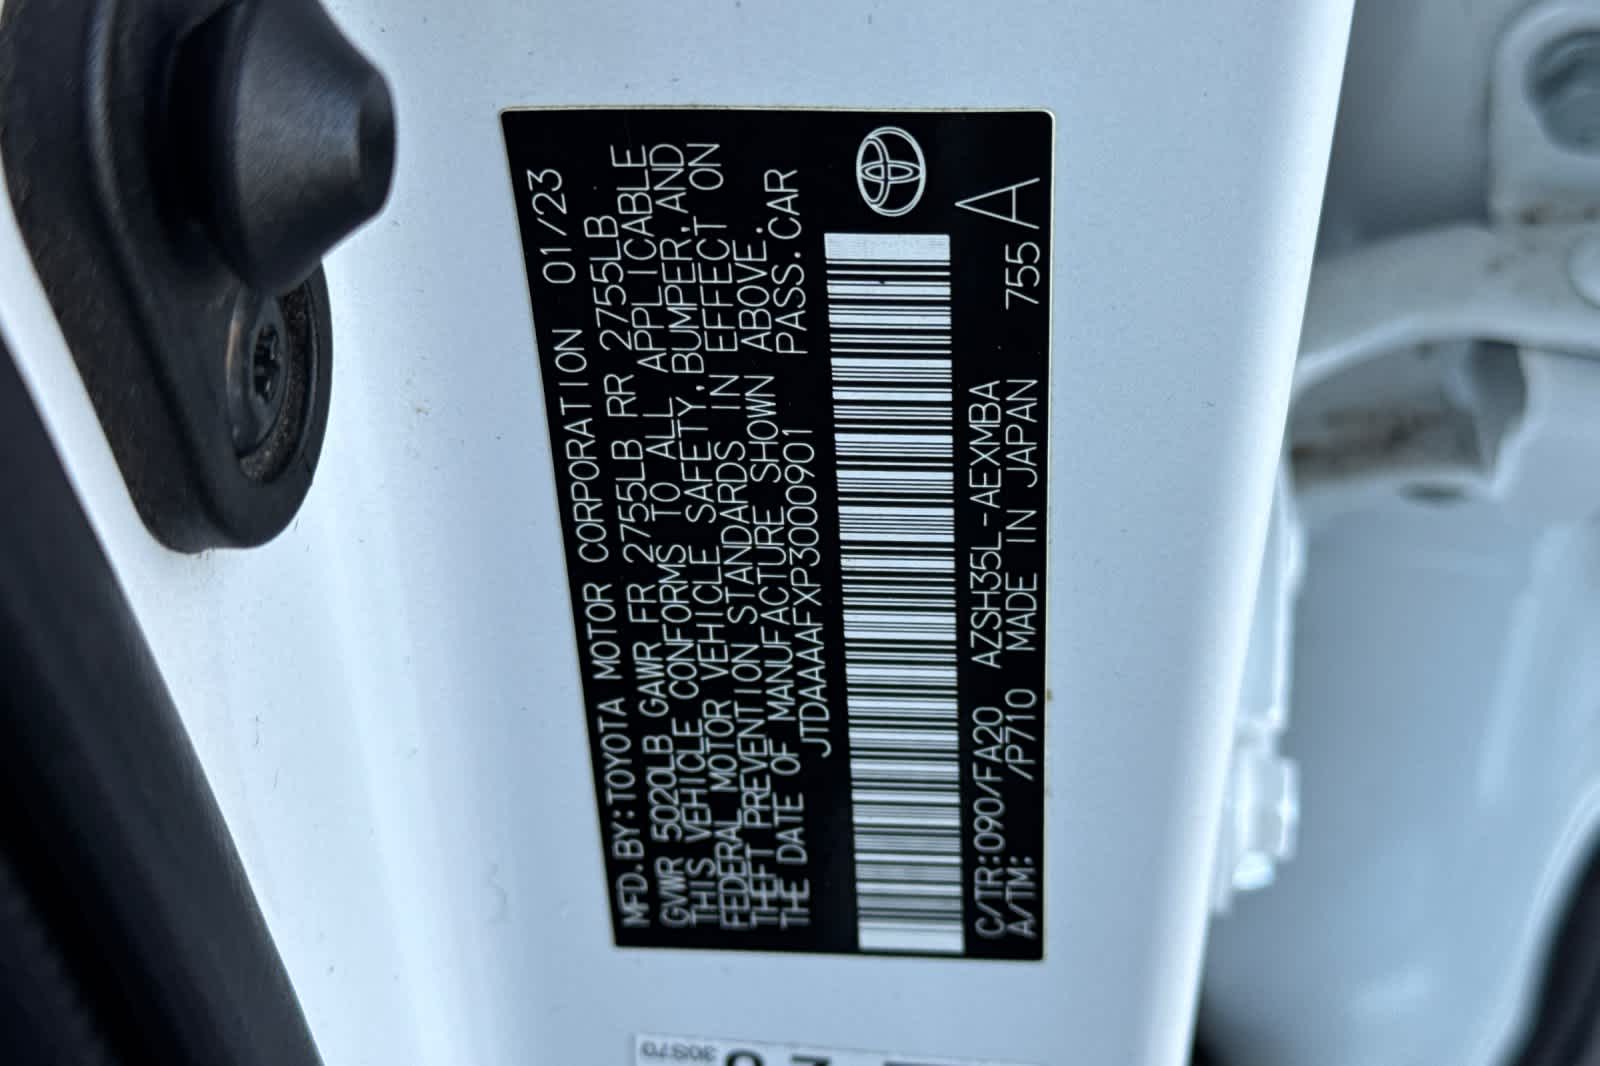 MFD.BY:TOYOTA MOTOR CORPORATION 01/23
GVWR 5020LB GAWR FR 2755LB RR 2755LB
THIS VEHICLE CONFORMS TO ALL APPLICABLE
FEDERAL MOTOR VEHICLE SAFETY,BUMPER,AND
THEFT PREVENTION STANDARDS IN EFFECT ON
THE DATE OF MANUFACTURE SHOWN ABOVE.
JTDAAAAFXP3000901 PASS.CAR
C/TR:090/FA20 AZSH35L-AEXMBA A
A/TM: /P710 MADE IN JAPAN 755
30S70